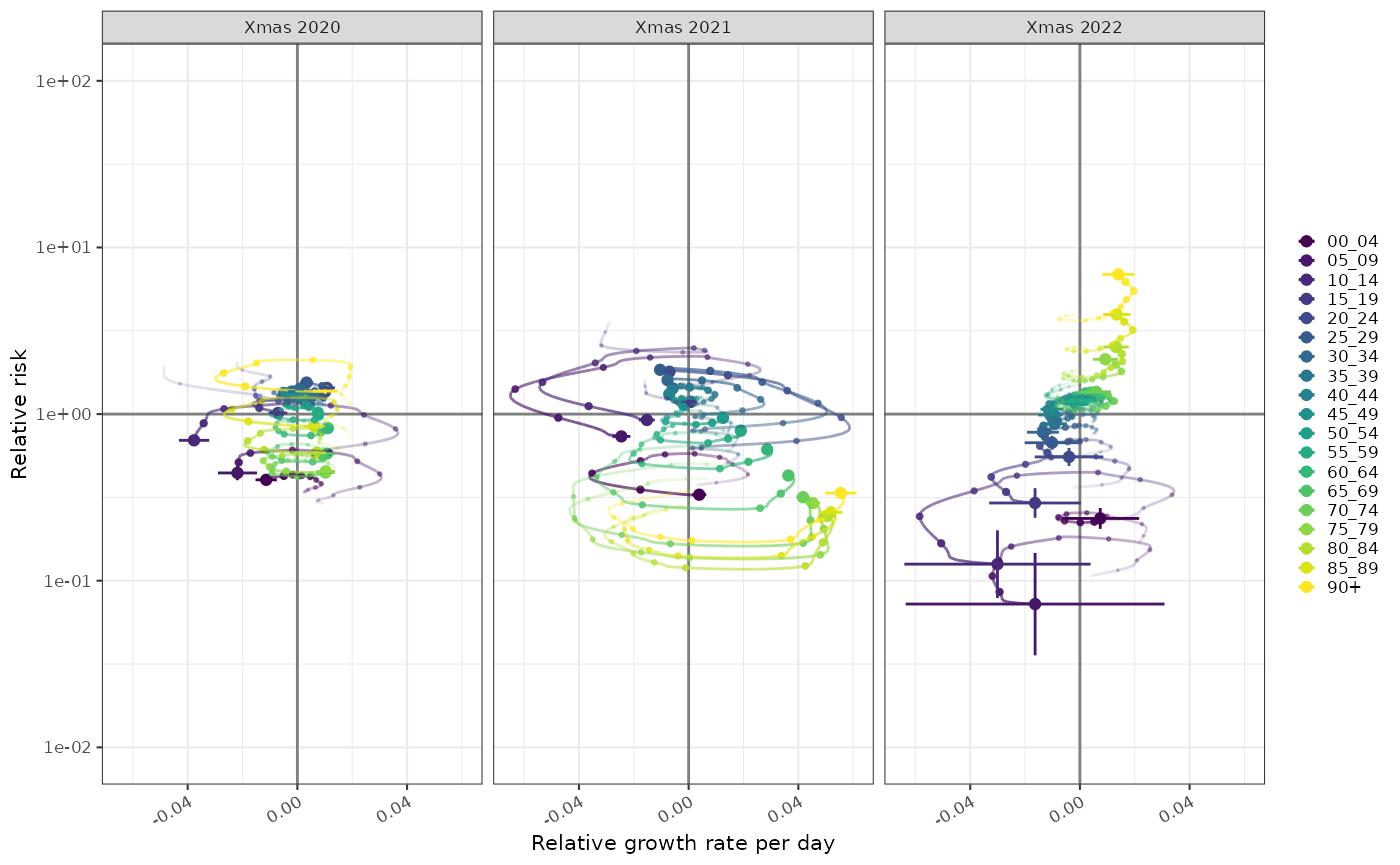 Xmas 2020
Xmas 2021
Xmas 2022
Relative risk
1e+02
1e+01
1e+00
1e-01
1e-02
-0.04
0.00
0.04
-0.04
0.00
0.04
-0.04
0.00
0.04
Relative growth rate per day
00_04
05_09
10_14
15_19
20_24
25_29
30_34
35_39
40_44
45_49
50_54
55_59
60_64
65_69
70_74
75_79
80_84
85_89
90+